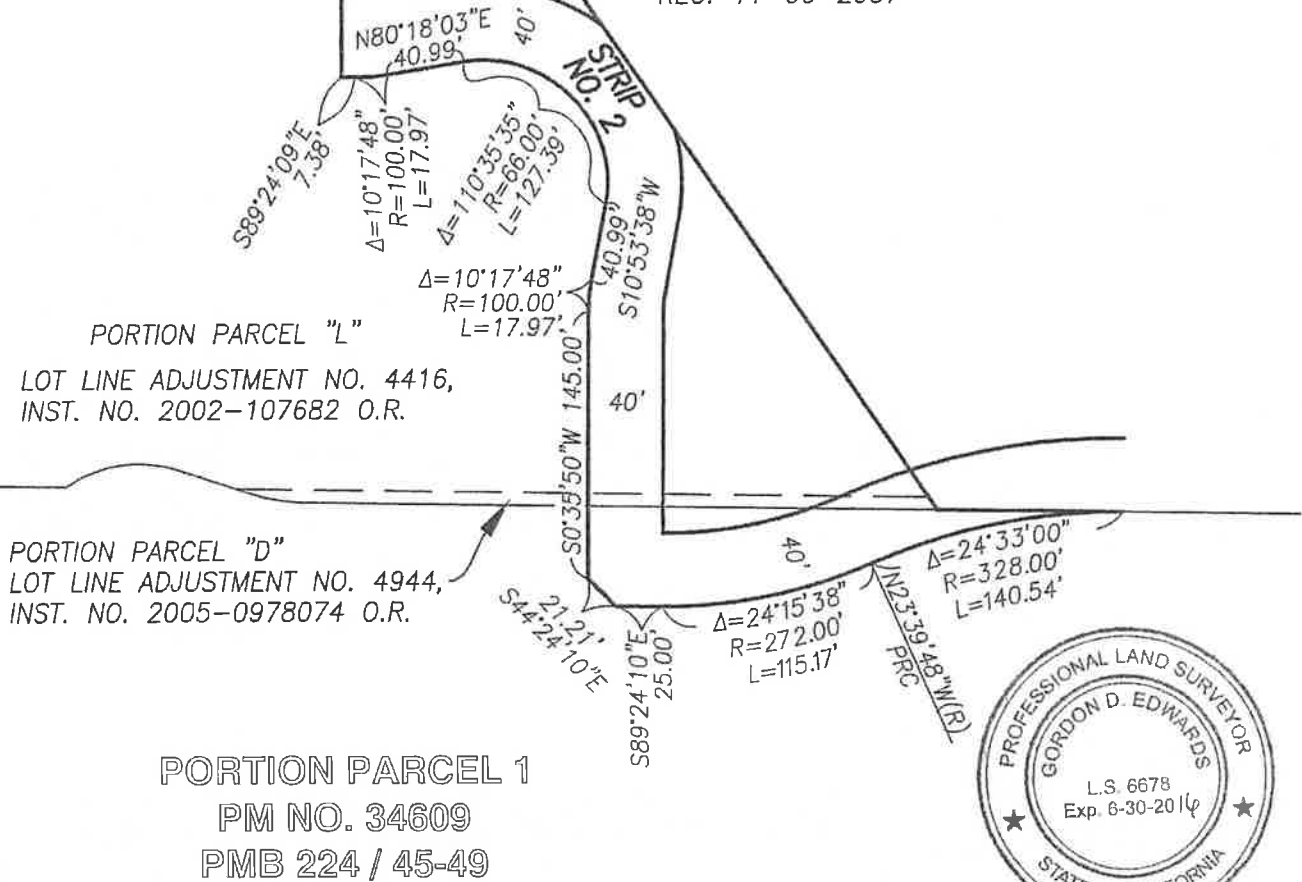 N80°18'03"E
40.99'
40'
STRIP
NO. 2
S89°24'09"E
7.38'
Δ=10°17'48"
R=100.00'
L=17.97'
Δ=110°35'35"
R=66.00'
L=127.39'
40.99"
S10°53'38"W
Δ=10°17'48"
R=100.00'
L=17.97'
PORTION PARCEL "L"
LOT LINE ADJUSTMENT NO. 4416,
INST. NO. 2002-107682 O.R.
S0°35'50"W 145.00'
40'
PORTION PARCEL "D"
LOT LINE ADJUSTMENT NO. 4944,
INST. NO. 2005-0978074 O.R.
21.21'
S44°24'10"E
S89°24'10"E
25.00'
40'
Δ=24°15'38"
R=272.00'
L=115.17'
N23°39'48"W(R)
PRC
Δ=24°33'00"
R=328.00'
L=140.54'
PORTION PARCEL 1
PM NO. 34609
PMB 224 / 45-49
PROFESSIONAL LAND SURVEYOR
GORDON D. EDWARDS
L.S. 6678
Exp. 6-30-2016